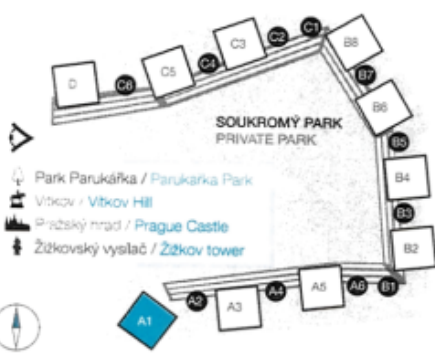 C1
C2
C3
B8
C4
B7
C5
C6
D
B6
SOUKROMÝ PARK
PRIVATE PARK
B5
B4
Park Parukářka / Parukarka Park
Vítkov / Vitkov Hill
Pražský hrad / Prague Castle
Žižkovský vysílač / Žižkov tower
B3
B2
A1
A2
A3
A4
A5
A6
B1